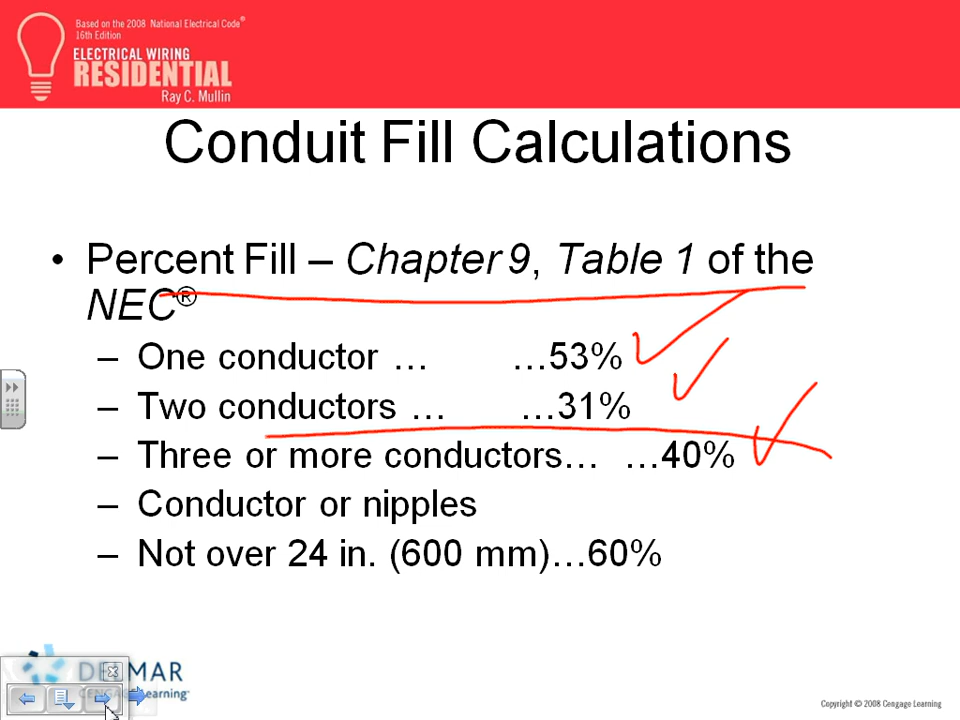 Based on the 2008 National Electrical Code®
16th Edition
ELECTRICAL WIRING
RESIDENTIAL
Ray C. Mullin
Conduit Fill Calculations
• Percent Fill – Chapter 9, Table 1 of the
NEC®
– One conductor … …53%
– Two conductors … …31%
– Three or more conductors… …40%
– Conductor or nipples
– Not over 24 in. (600 mm)…60%
MAR
Learning
Copyright © 2008 Cengage Learning